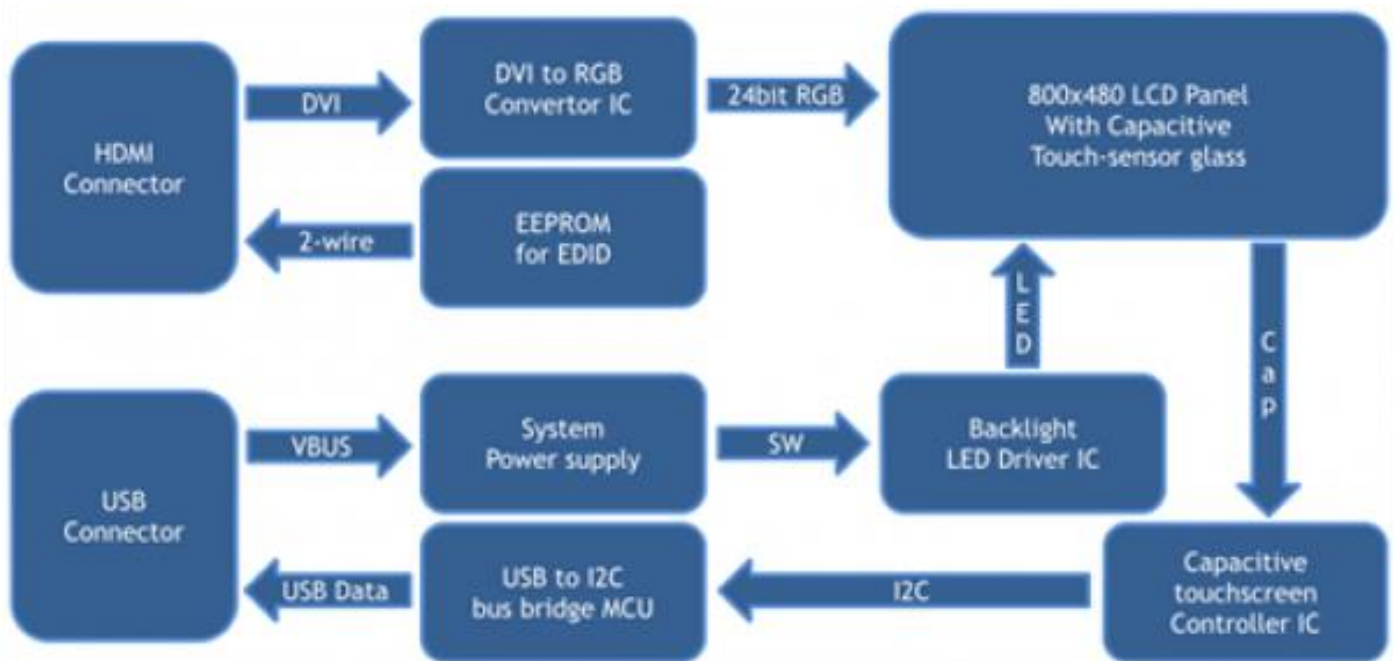 HDMI
Connector
DVI
DVI to RGB
Convertor IC
24bit RGB
800x480 LCD Panel
With Capacitive
Touch-sensor glass
2-wire
EEPROM
for EDID
LED
Cap
USB
Connector
VBUS
System
Power supply
SW
Backlight
LED Driver IC
USB Data
USB to I2C
bus bridge MCU
I2C
Capacitive
touchscreen
Controller IC